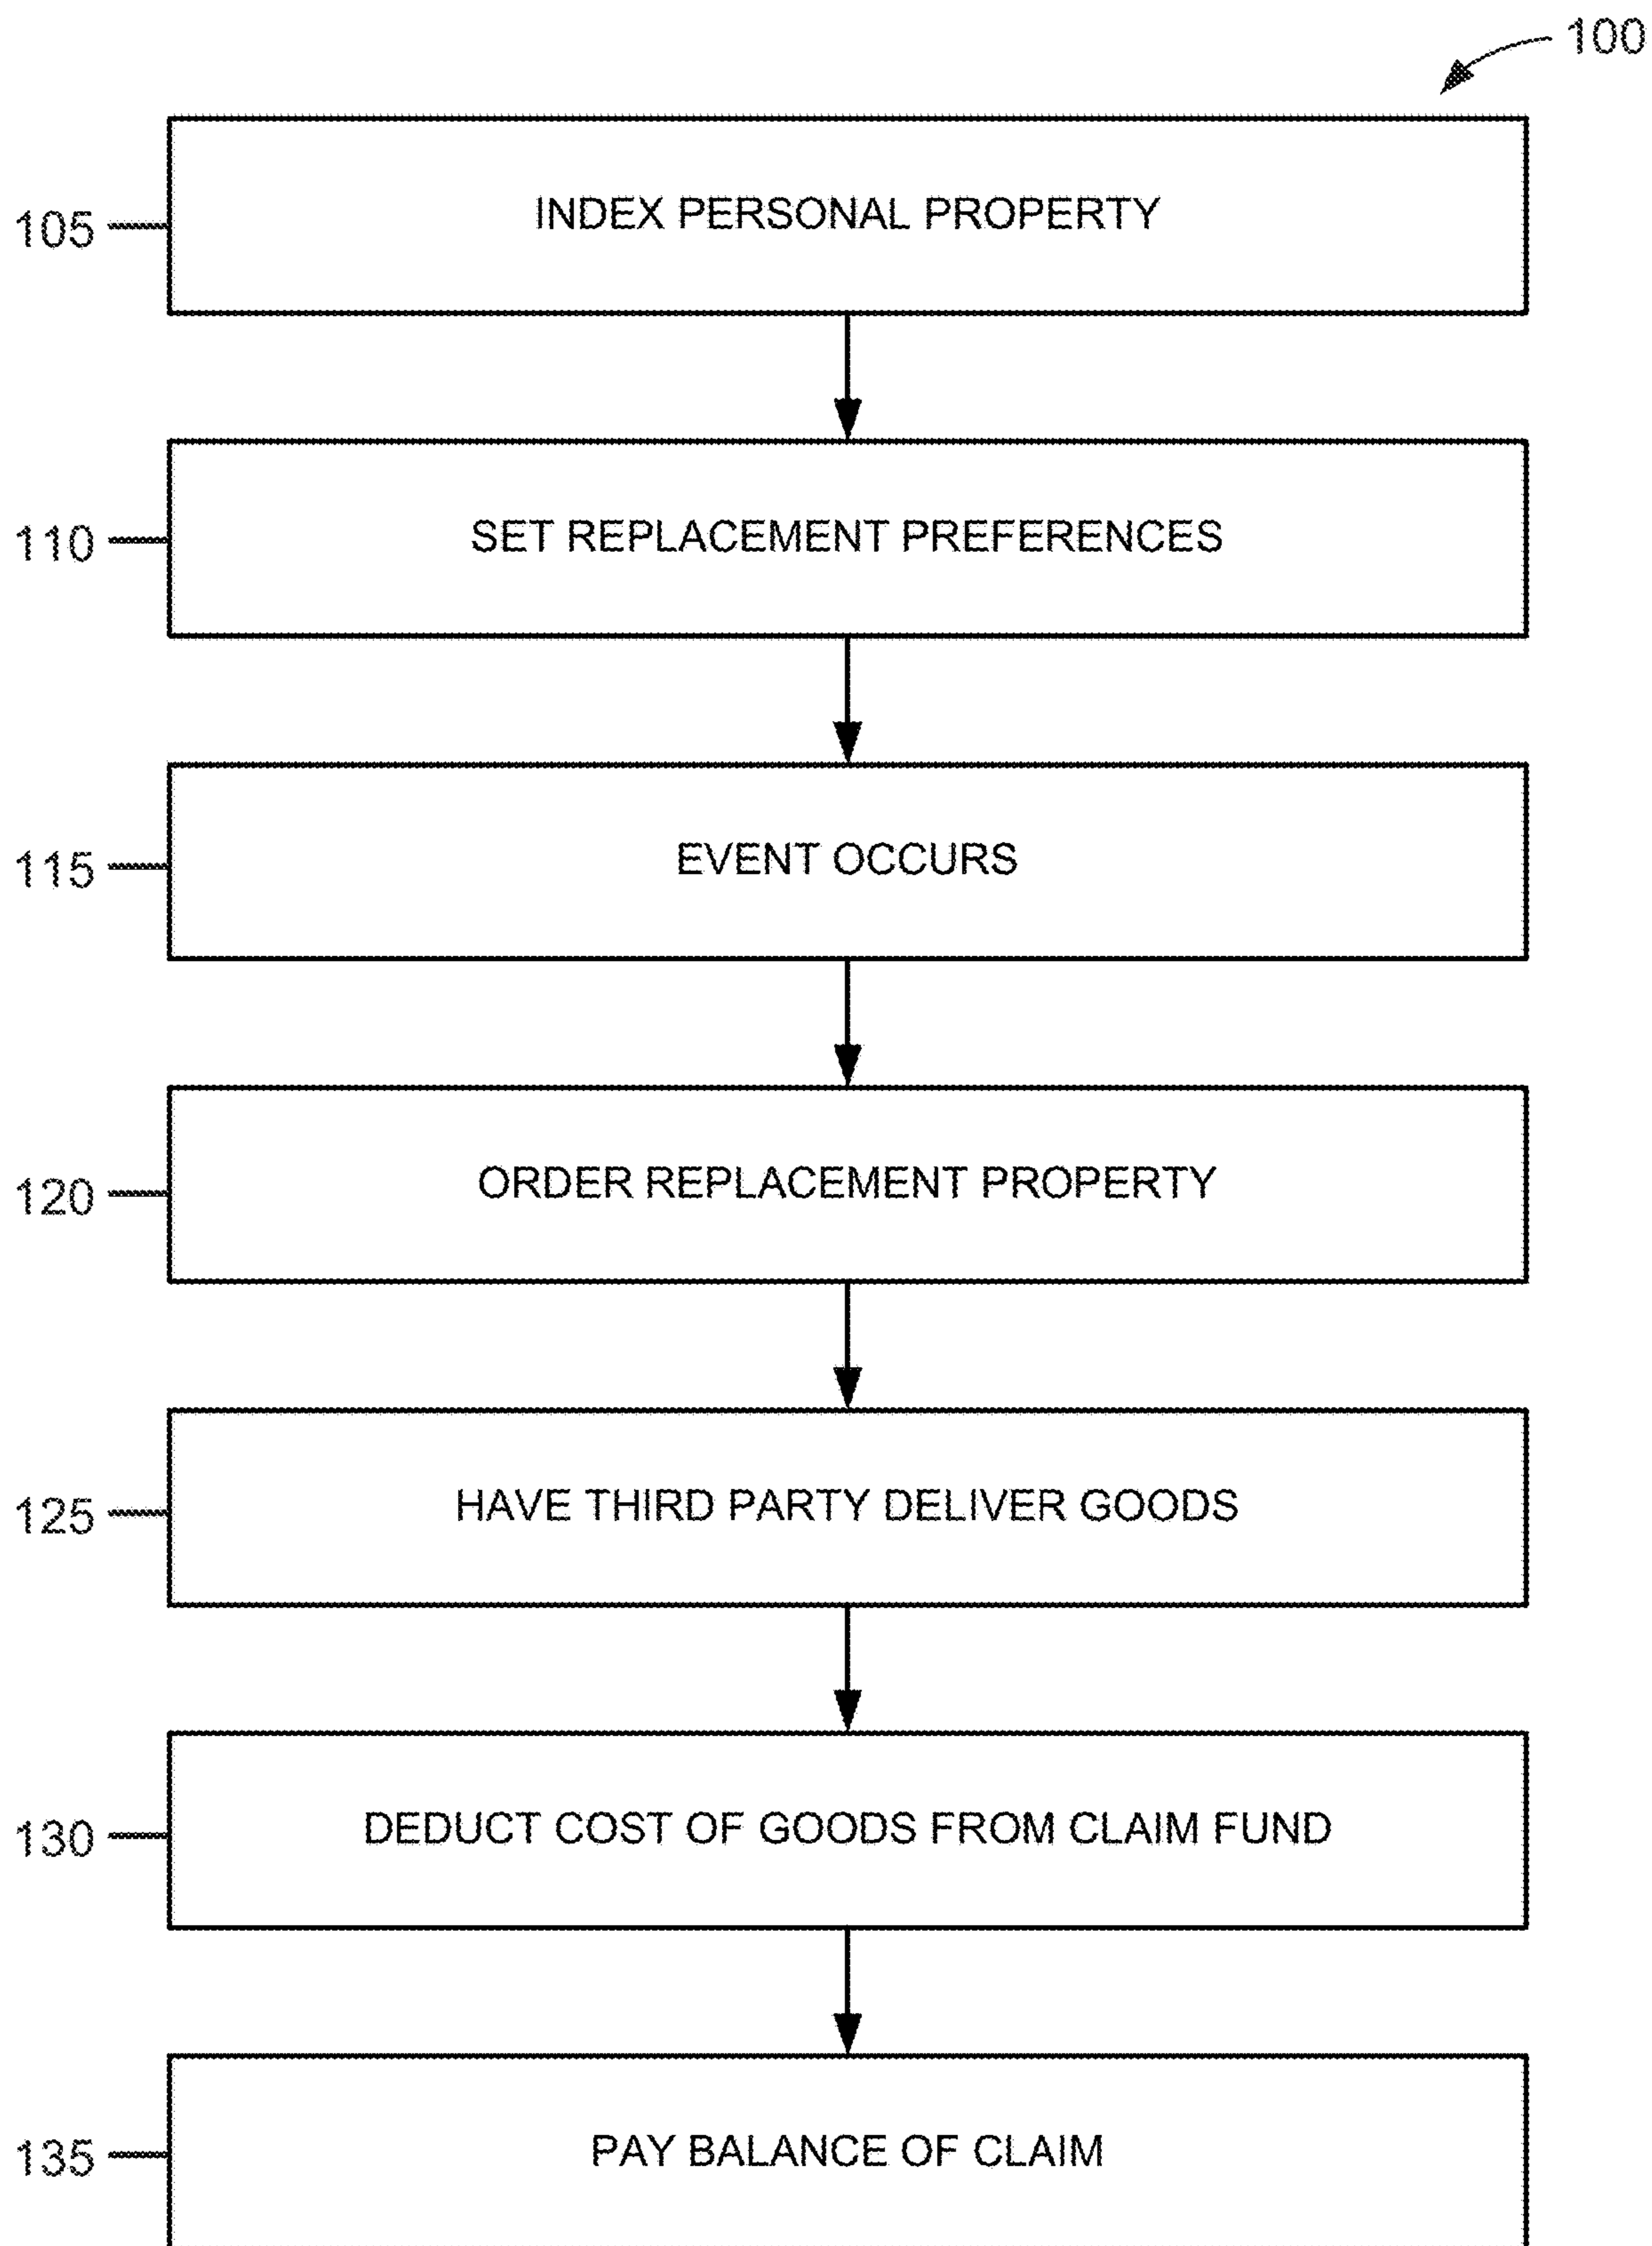 100
105 INDEX PERSONAL PROPERTY
110 SET REPLACEMENT PREFERENCES
115 EVENT OCCURS
120 ORDER REPLACEMENT PROPERTY
125 HAVE THIRD PARTY DELIVER GOODS
130 DEDUCT COST OF GOODS FROM CLAIM FUND
135 PAY BALANCE OF CLAIM